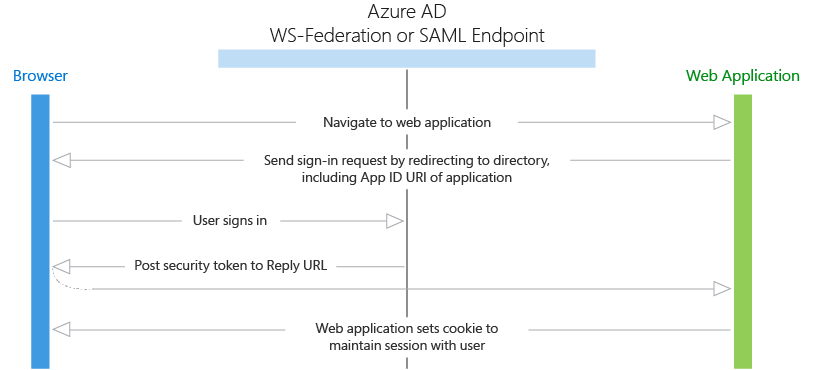 Azure AD
WS-Federation or SAML Endpoint
Browser
Web Application
Navigate to web application
Send sign-in request by redirecting to directory,
including App ID URI of application
User signs in
Post security token to Reply URL
Web application sets cookie to
maintain session with user